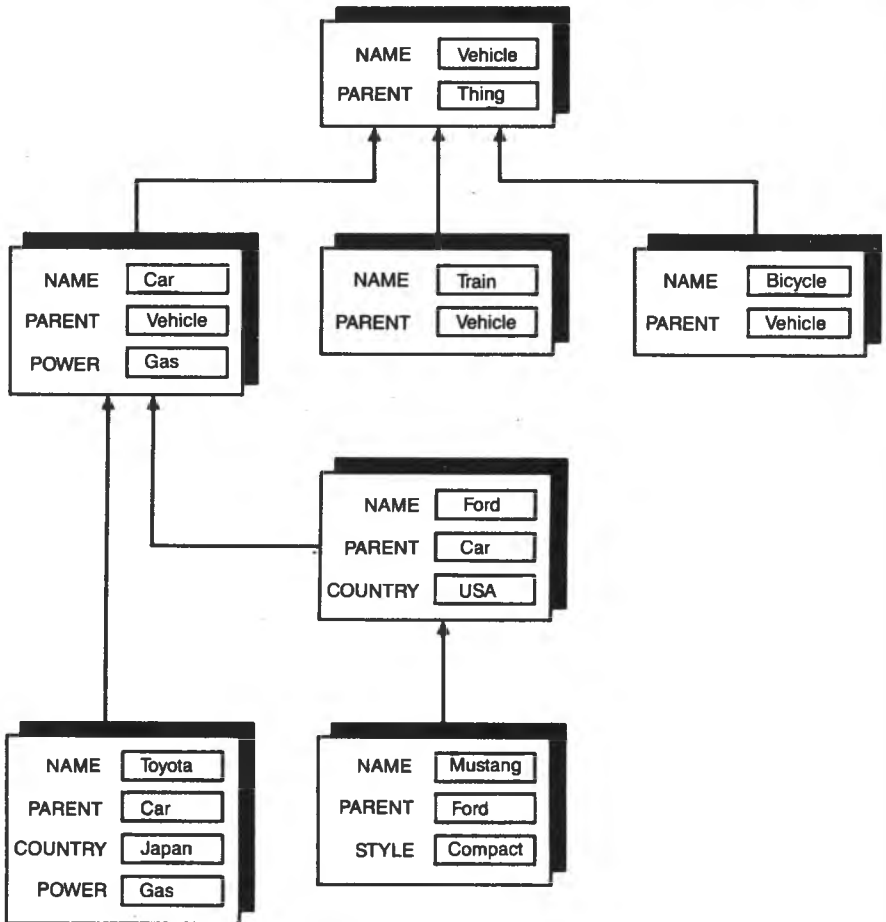 NAME Vehicle
PARENT Thing
NAME Car
PARENT Vehicle
POWER Gas
NAME Train
PARENT Vehicle
NAME Bicycle
PARENT Vehicle
NAME Ford
PARENT Car
COUNTRY USA
NAME Toyota
PARENT Car
COUNTRY Japan
POWER Gas
NAME Mustang
PARENT Ford
STYLE Compact